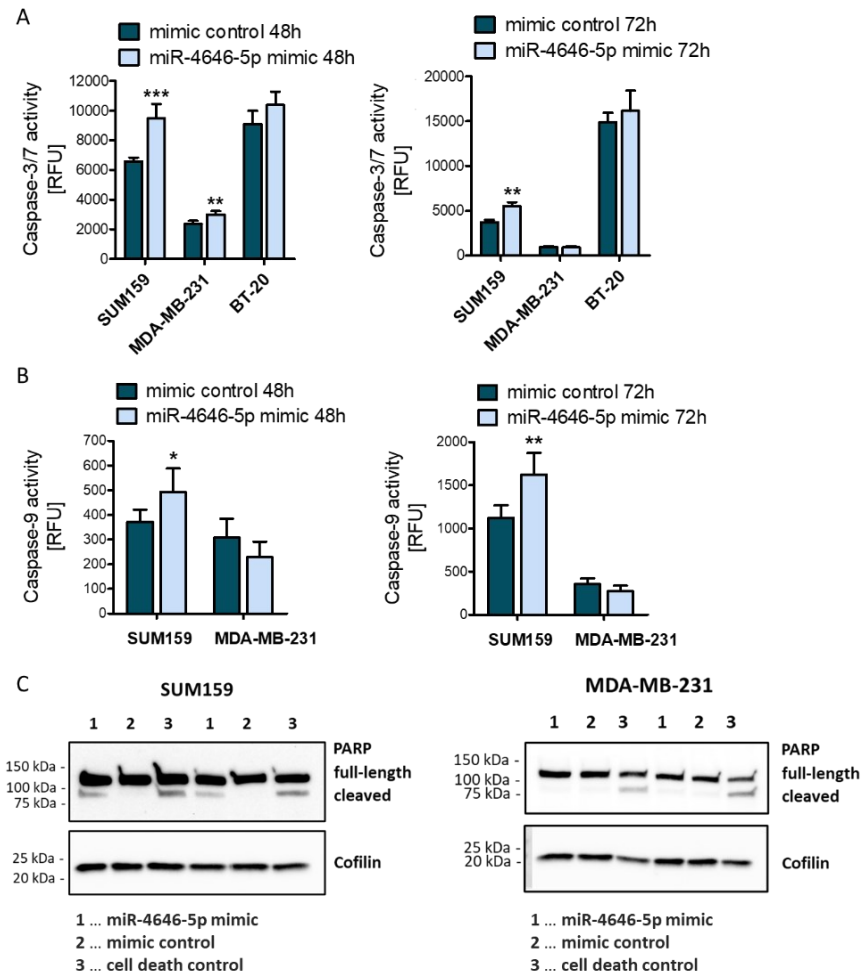 A
mimic control 48h
miR-4646-5p mimic 48h
Caspase-3/7 activity
[RFU]
12000
10000
8000
6000
4000
2000
0
***
**
SUM159
MDA-MB-231
BT-20
mimic control 72h
miR-4646-5p mimic 72h
Caspase-3/7 activity
[RFU]
20000
15000
10000
5000
0
**
SUM159
MDA-MB-231
BT-20
B
mimic control 48h
miR-4646-5p mimic 48h
Caspase-9 activity
[RFU]
700
600
500
400
300
200
100
0
*
SUM159 MDA-MB-231
mimic control 72h
miR-4646-5p mimic 72h
Caspase-9 activity
[RFU]
2000
1500
1000
500
0
**
SUM159 MDA-MB-231
C
SUM159
1 2 3 1 2 3
150 kDa -
100 kDa -
75 kDa -
PARP
full-length
cleaved
25 kDa -
20 kDa -
Cofilin
1 ... miR-4646-5p mimic
2 ... mimic control
3 ... cell death control
MDA-MB-231
1 2 3 1 2 3
150 kDa -
100 kDa -
75 kDa -
PARP
full-length
cleaved
25 kDa -
20 kDa -
Cofilin
1 ... miR-4646-5p mimic
2 ... mimic control
3 ... cell death control